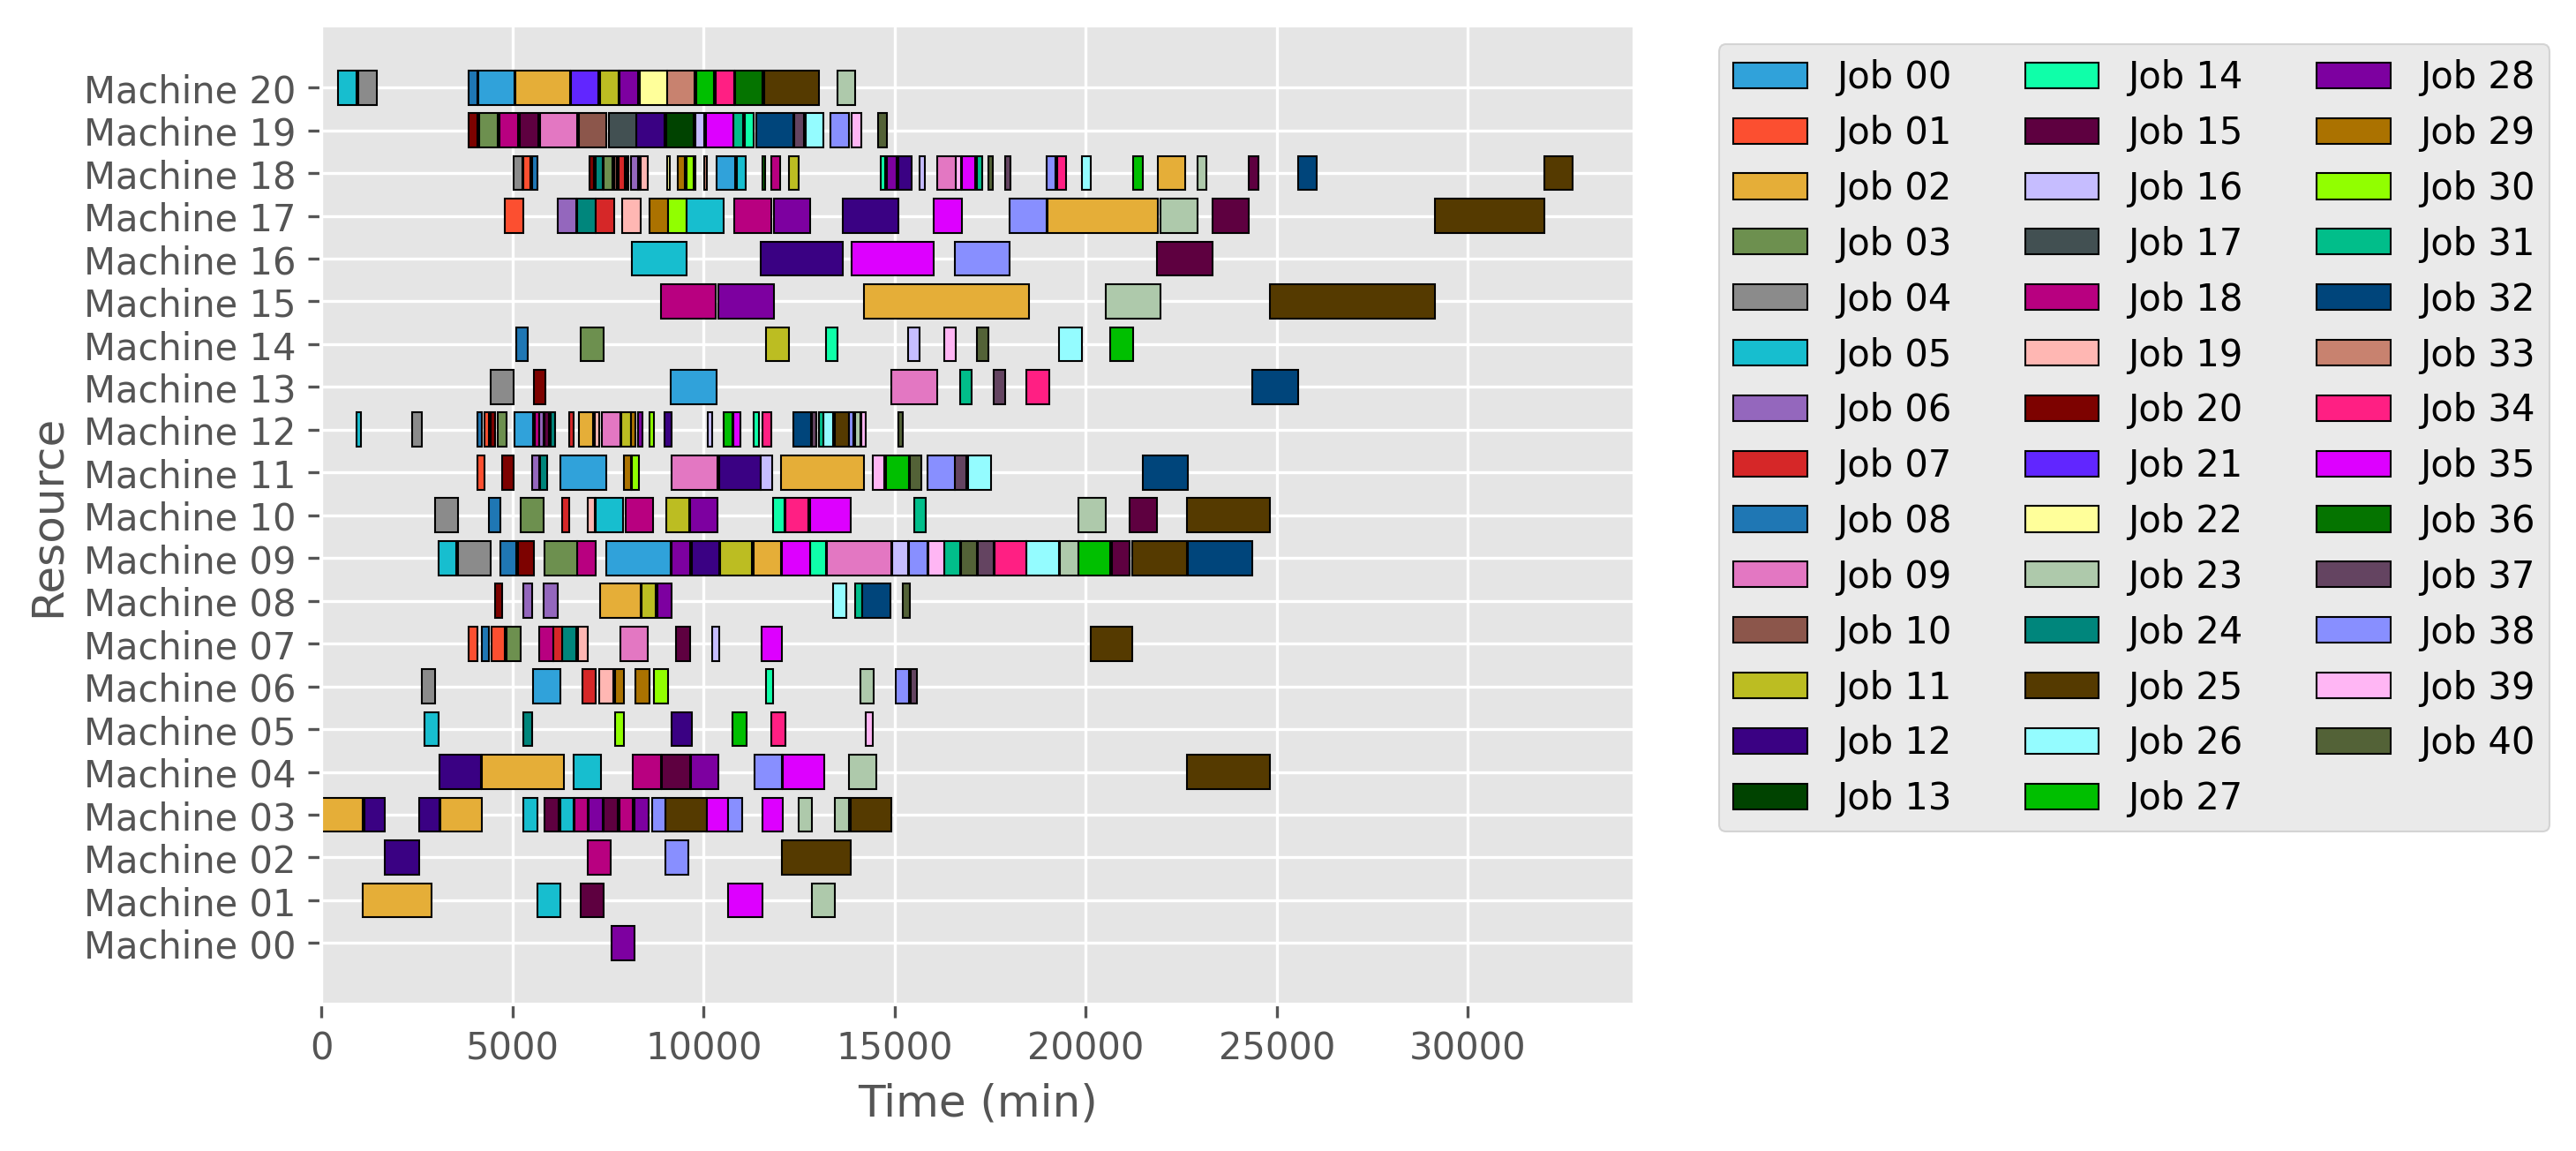 Machine 20
Machine 19
Machine 18
Machine 17
Machine 16
Machine 15
Machine 14
Machine 13
Machine 12
Machine 11
Machine 10
Machine 09
Machine 08
Machine 07
Machine 06
Machine 05
Machine 04
Machine 03
Machine 02
Machine 01
Machine 00
Resource
0 5000 10000 15000 20000 25000 30000
Time (min)
Job 00 Job 14 Job 28
Job 01 Job 15 Job 29
Job 02 Job 16 Job 30
Job 03 Job 17 Job 31
Job 04 Job 18 Job 32
Job 05 Job 19 Job 33
Job 06 Job 20 Job 34
Job 07 Job 21 Job 35
Job 08 Job 22 Job 36
Job 09 Job 23 Job 37
Job 10 Job 24 Job 38
Job 11 Job 25 Job 39
Job 12 Job 26 Job 40
Job 13 Job 27